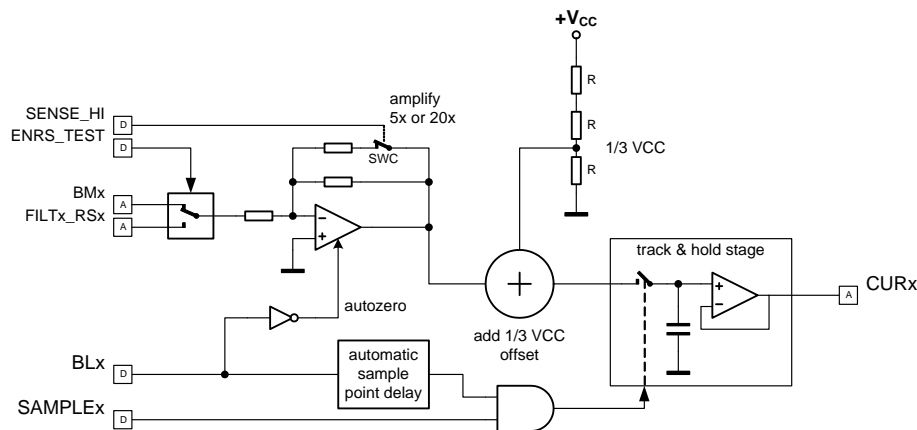 +VCC
R
R
R
1/3 VCC
SENSE_HI
D
ENRS_TEST
D
amplify
5x or 20x
SWC
BMx
A
FILTx_RSx
A
autozero
track & hold stage
CURx
A
add 1/3 VCC
offset
BLx
D
automatic
sample
point delay
SAMPLEx
D